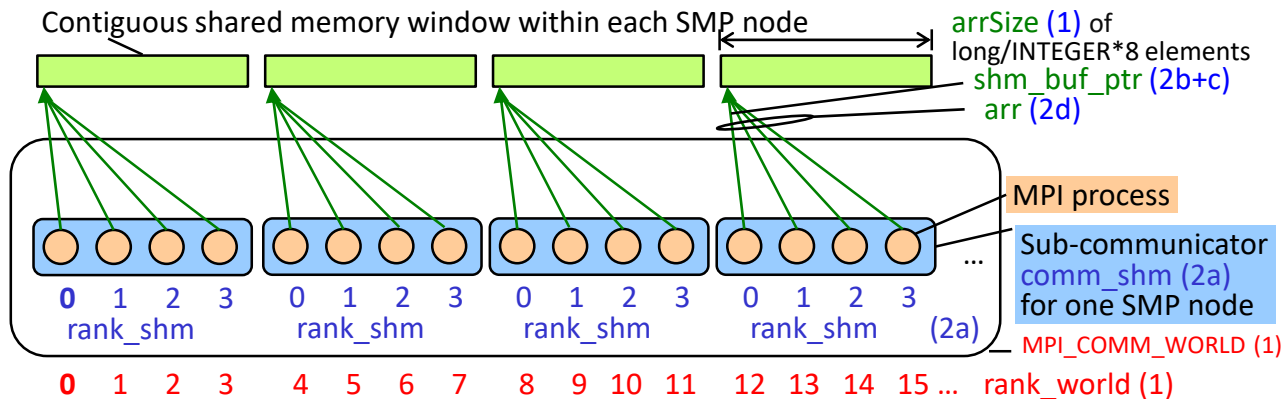 Contiguous shared memory window within each SMP node
arrSize (1) of
long/INTEGER*8 elements
shm_buf_ptr (2b+c)
arr (2d)
MPI process
Sub-communicator
comm_shm (2a)
for one SMP node
...
0 1 2 3 0 1 2 3 0 1 2 3 0 1 2 3
rank_shm rank_shm rank_shm rank_shm (2a)
MPI_COMM_WORLD (1)
0 1 2 3 4 5 6 7 8 9 10 11 12 13 14 15 ... rank_world (1)